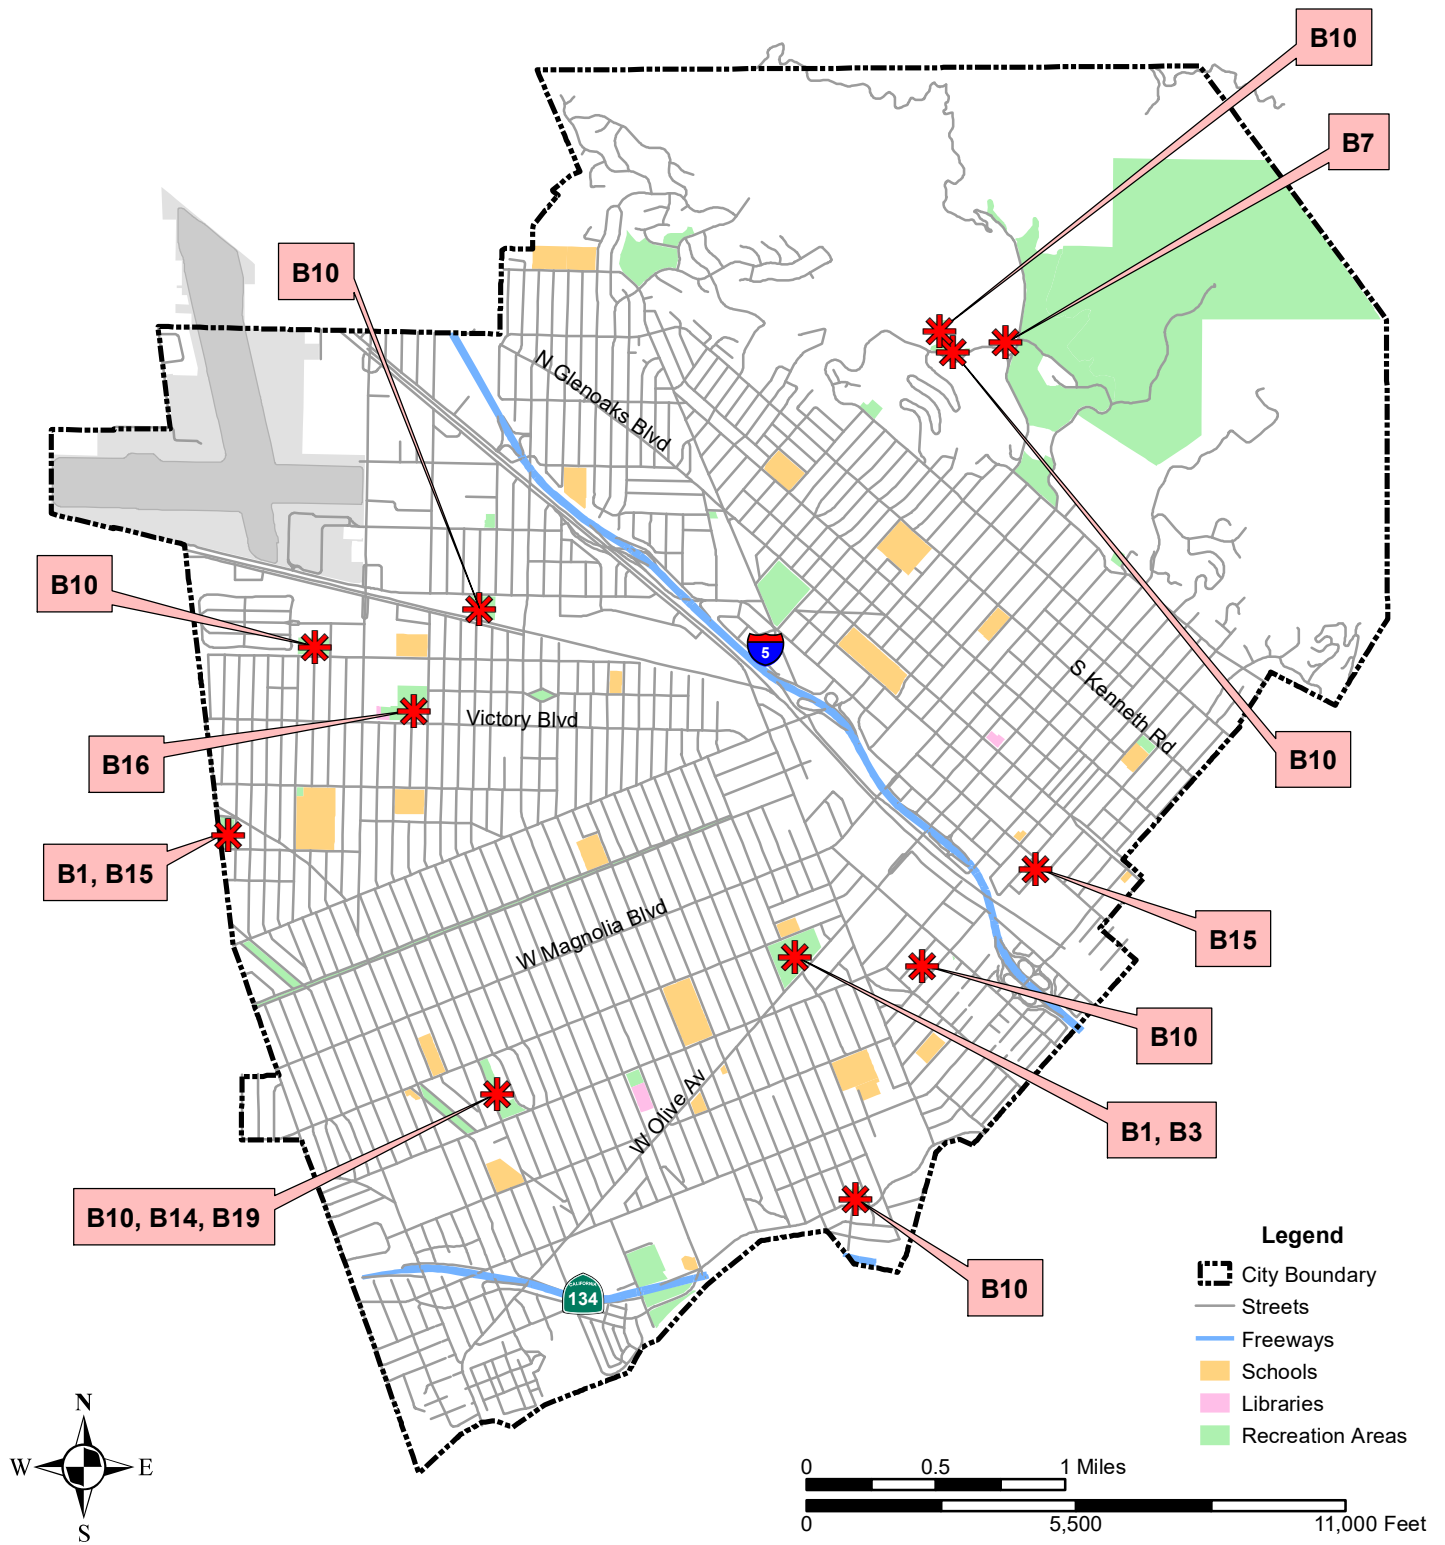 B10
B7
B10
N Glenoaks Blvd
B10
5
S Kenneth Rd
Victory Blvd
B16
B10
B1, B15
W Magnolia Blvd
B15
B10
W Olive Av
B1, B3
B10, B14, B19
B10
CALIFORNIA
134
Legend
City Boundary
Streets
Freeways
Schools
Libraries
Recreation Areas
N
W E
S
0 0.5 1 Miles
0 5,500 11,000 Feet